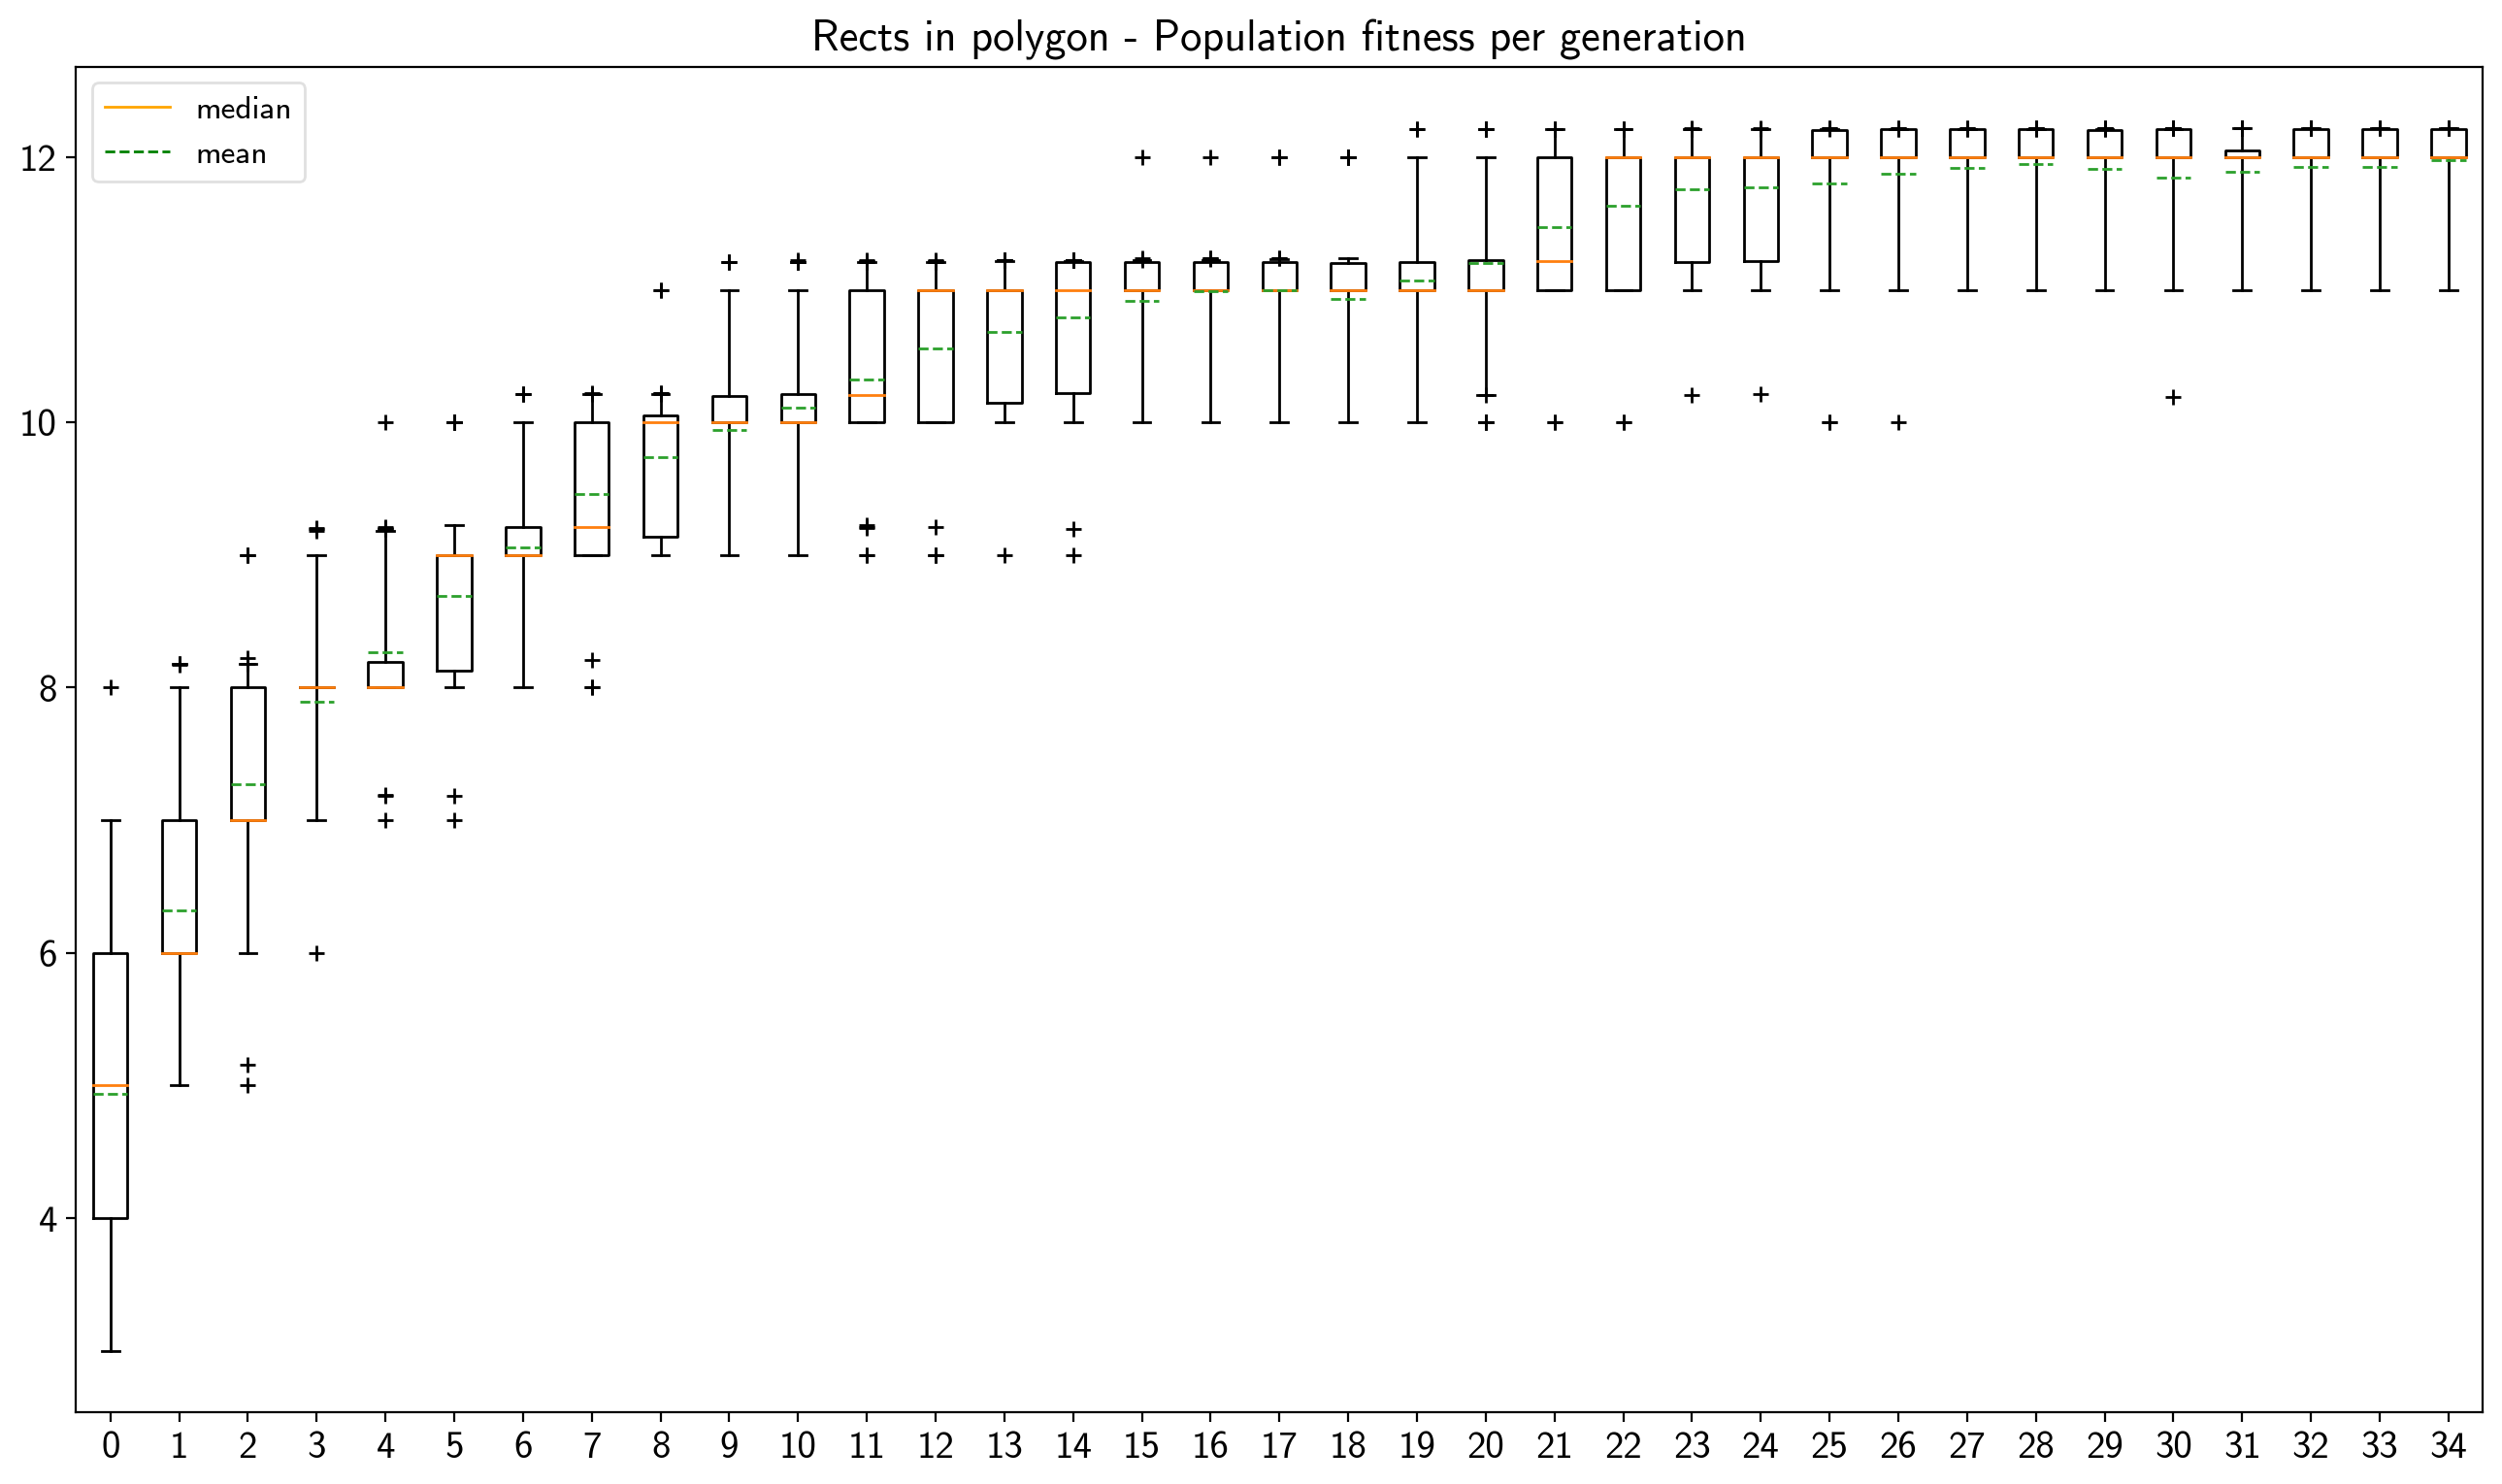 Rects in polygon - Population fitness per generation
median
mean
12
10
8
6
4
0 1 2 3 4 5 6 7 8 9 10 11 12 13 14 15 16 17 18 19 20 21 22 23 24 25 26 27 28 29 30 31 32 33 34